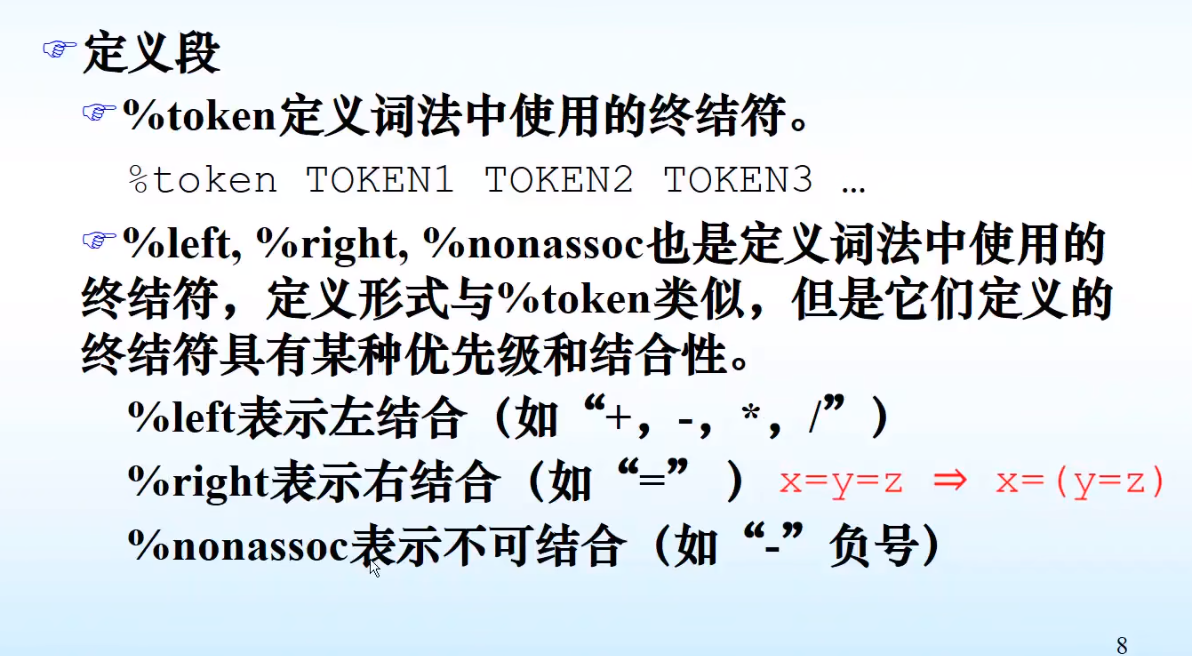 定义段
%token定义词法中使用的终结符。
%token TOKEN1 TOKEN2 TOKEN3 …
%left, %right, %nonassoc也是定义词法中使用的
终结符，定义形式与%token类似，但是它们定义的
终结符具有某种优先级和结合性。
%left表示左结合（如“+，-，*，/”）
%right表示右结合（如“=”） x=y=z ⇒ x=(y=z)
%nonassoc表示不可结合（如“-”负号）
8